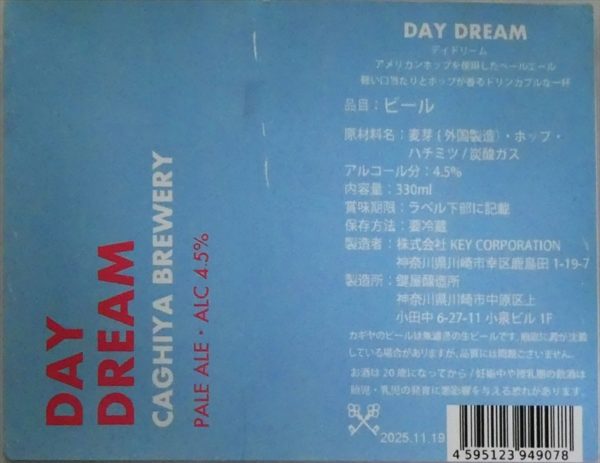 DAY
DREAM
CAGHIYA BREWERY
PALE ALE・ALC 4.5%
DAY DREAM
デイドリーム
アメリカンホップを使用したペールエール
軽い口当たりとホップが香るドリンカブルな一杯
品目：ビール
原材料名：麦芽(外国製造)・ホップ・
ハチミツ/炭酸ガス
アルコール分：4.5%
内容量：330ml
賞味期限：ラベル下部に記載
保存方法：要冷蔵
製造者：株式会社 KEY CORPORATION
神奈川県川崎市幸区鹿島田 1-19-7
製造所：鍵屋醸造所
神奈川県川崎市中原区上
小田中 6-27-11 小泉ビル 1F
カギヤのビールは無濾過の生ビールです。瓶底に澱が沈殿
している場合がありますが、品質には問題ございません。
お酒は20歳になってから/妊娠中や授乳期の飲酒は
胎児・乳児の発育に悪影響を与える恐れがあります。
2025.11.19
4 595123 949078